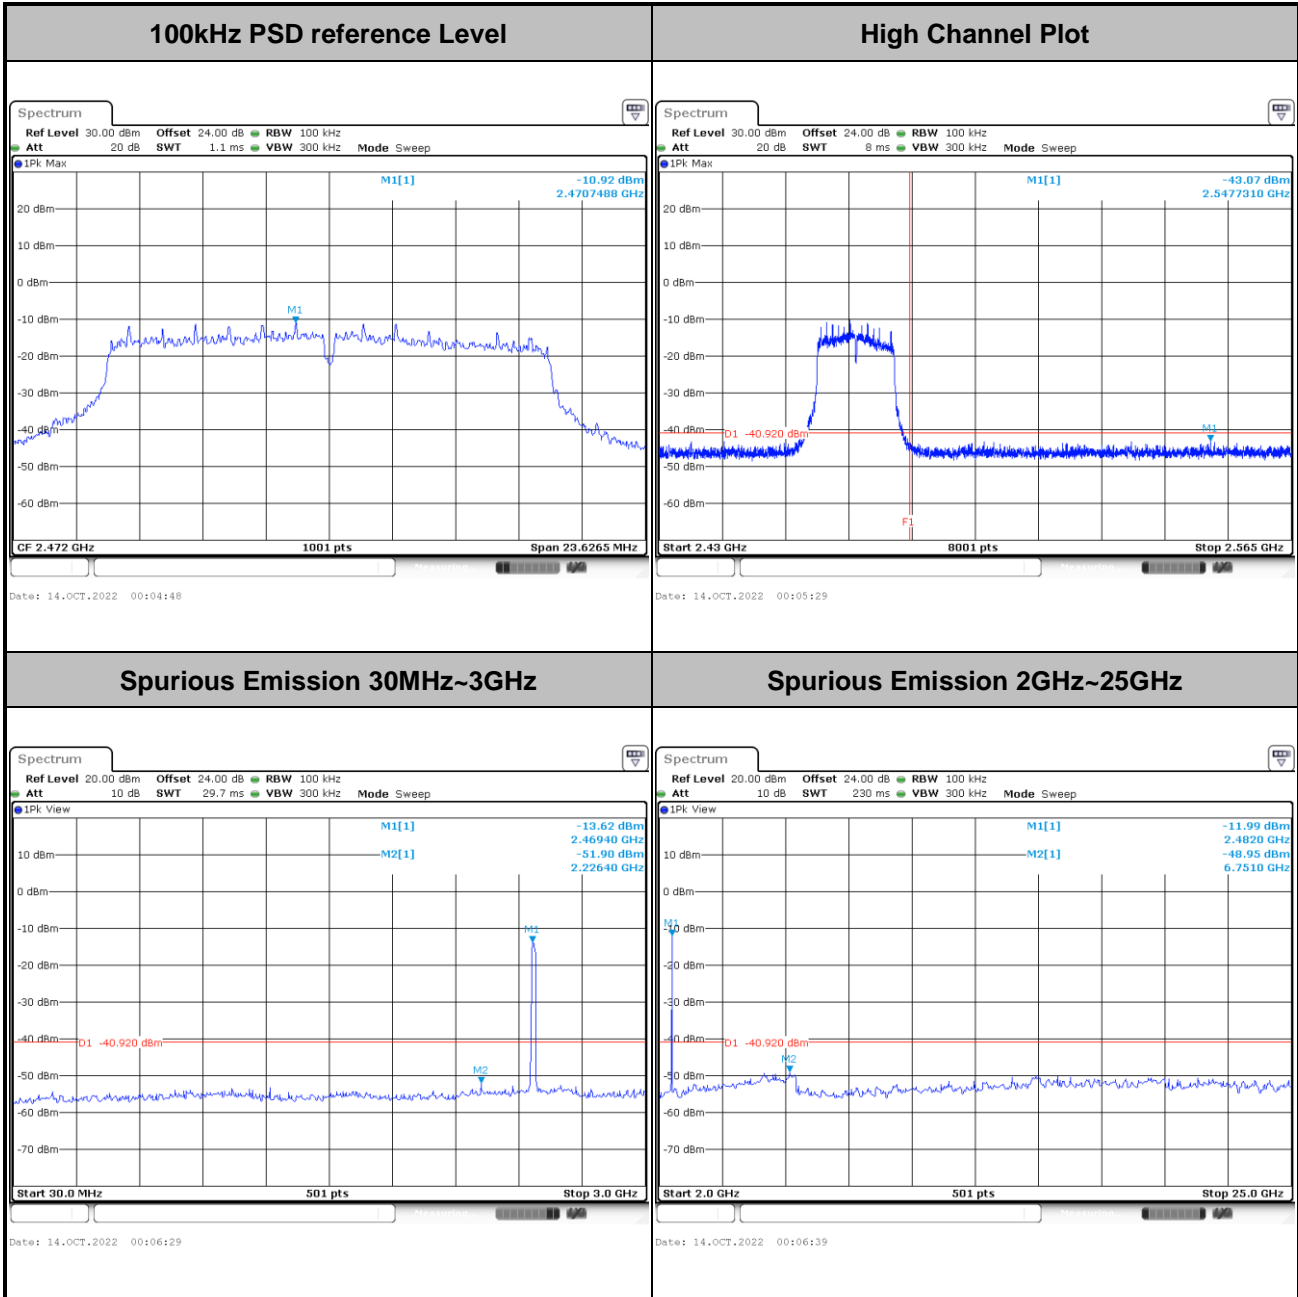 100kHz PSD reference Level
Spectrum
Ref Level 30.00 dBm Offset 24.00 dB RBW 100 kHz
Att 20 dB SWT 1.1 ms VBW 300 kHz Mode Sweep
1Pk Max
M1[1] -10.92 dBm
2.4707488 GHz
20 dBm
10 dBm
0 dBm
-10 dBm
M1
-20 dBm
-30 dBm
-40 dBm
-50 dBm
-60 dBm
CF 2.472 GHz 1001 pts Span 23.6265 MHz
Measuring
Date: 14.OCT.2022 00:04:48
High Channel Plot
Spectrum
Ref Level 30.00 dBm Offset 24.00 dB RBW 100 kHz
Att 20 dB SWT 8 ms VBW 300 kHz Mode Sweep
1Pk Max
M1[1] -43.07 dBm
2.5477310 GHz
20 dBm
10 dBm
0 dBm
-10 dBm
-20 dBm
-30 dBm
-40 dBm
D1 -40.920 dBm
M1
-50 dBm
-60 dBm
F1
Start 2.43 GHz 8001 pts Stop 2.565 GHz
Measuring
Date: 14.OCT.2022 00:05:29
Spurious Emission 30MHz~3GHz
Spectrum
Ref Level 20.00 dBm Offset 24.00 dB RBW 100 kHz
Att 10 dB SWT 29.7 ms VBW 300 kHz Mode Sweep
1Pk View
M1[1] -13.62 dBm
2.46940 GHz
M2[1] -51.90 dBm
2.22640 GHz
10 dBm
0 dBm
-10 dBm
M1
-20 dBm
-30 dBm
-40 dBm
D1 -40.920 dBm
-50 dBm
M2
-60 dBm
-70 dBm
Start 30.0 MHz 501 pts Stop 3.0 GHz
Measuring
Date: 14.OCT.2022 00:06:29
Spurious Emission 2GHz~25GHz
Spectrum
Ref Level 20.00 dBm Offset 24.00 dB RBW 100 kHz
Att 10 dB SWT 230 ms VBW 300 kHz Mode Sweep
1Pk View
M1[1] -11.99 dBm
2.4820 GHz
M2[1] -48.95 dBm
6.7510 GHz
10 dBm
0 dBm
M1
-10 dBm
-20 dBm
-30 dBm
-40 dBm
D1 -40.920 dBm
M2
-50 dBm
-60 dBm
-70 dBm
Start 2.0 GHz 501 pts Stop 25.0 GHz
Measuring
Date: 14.OCT.2022 00:06:39